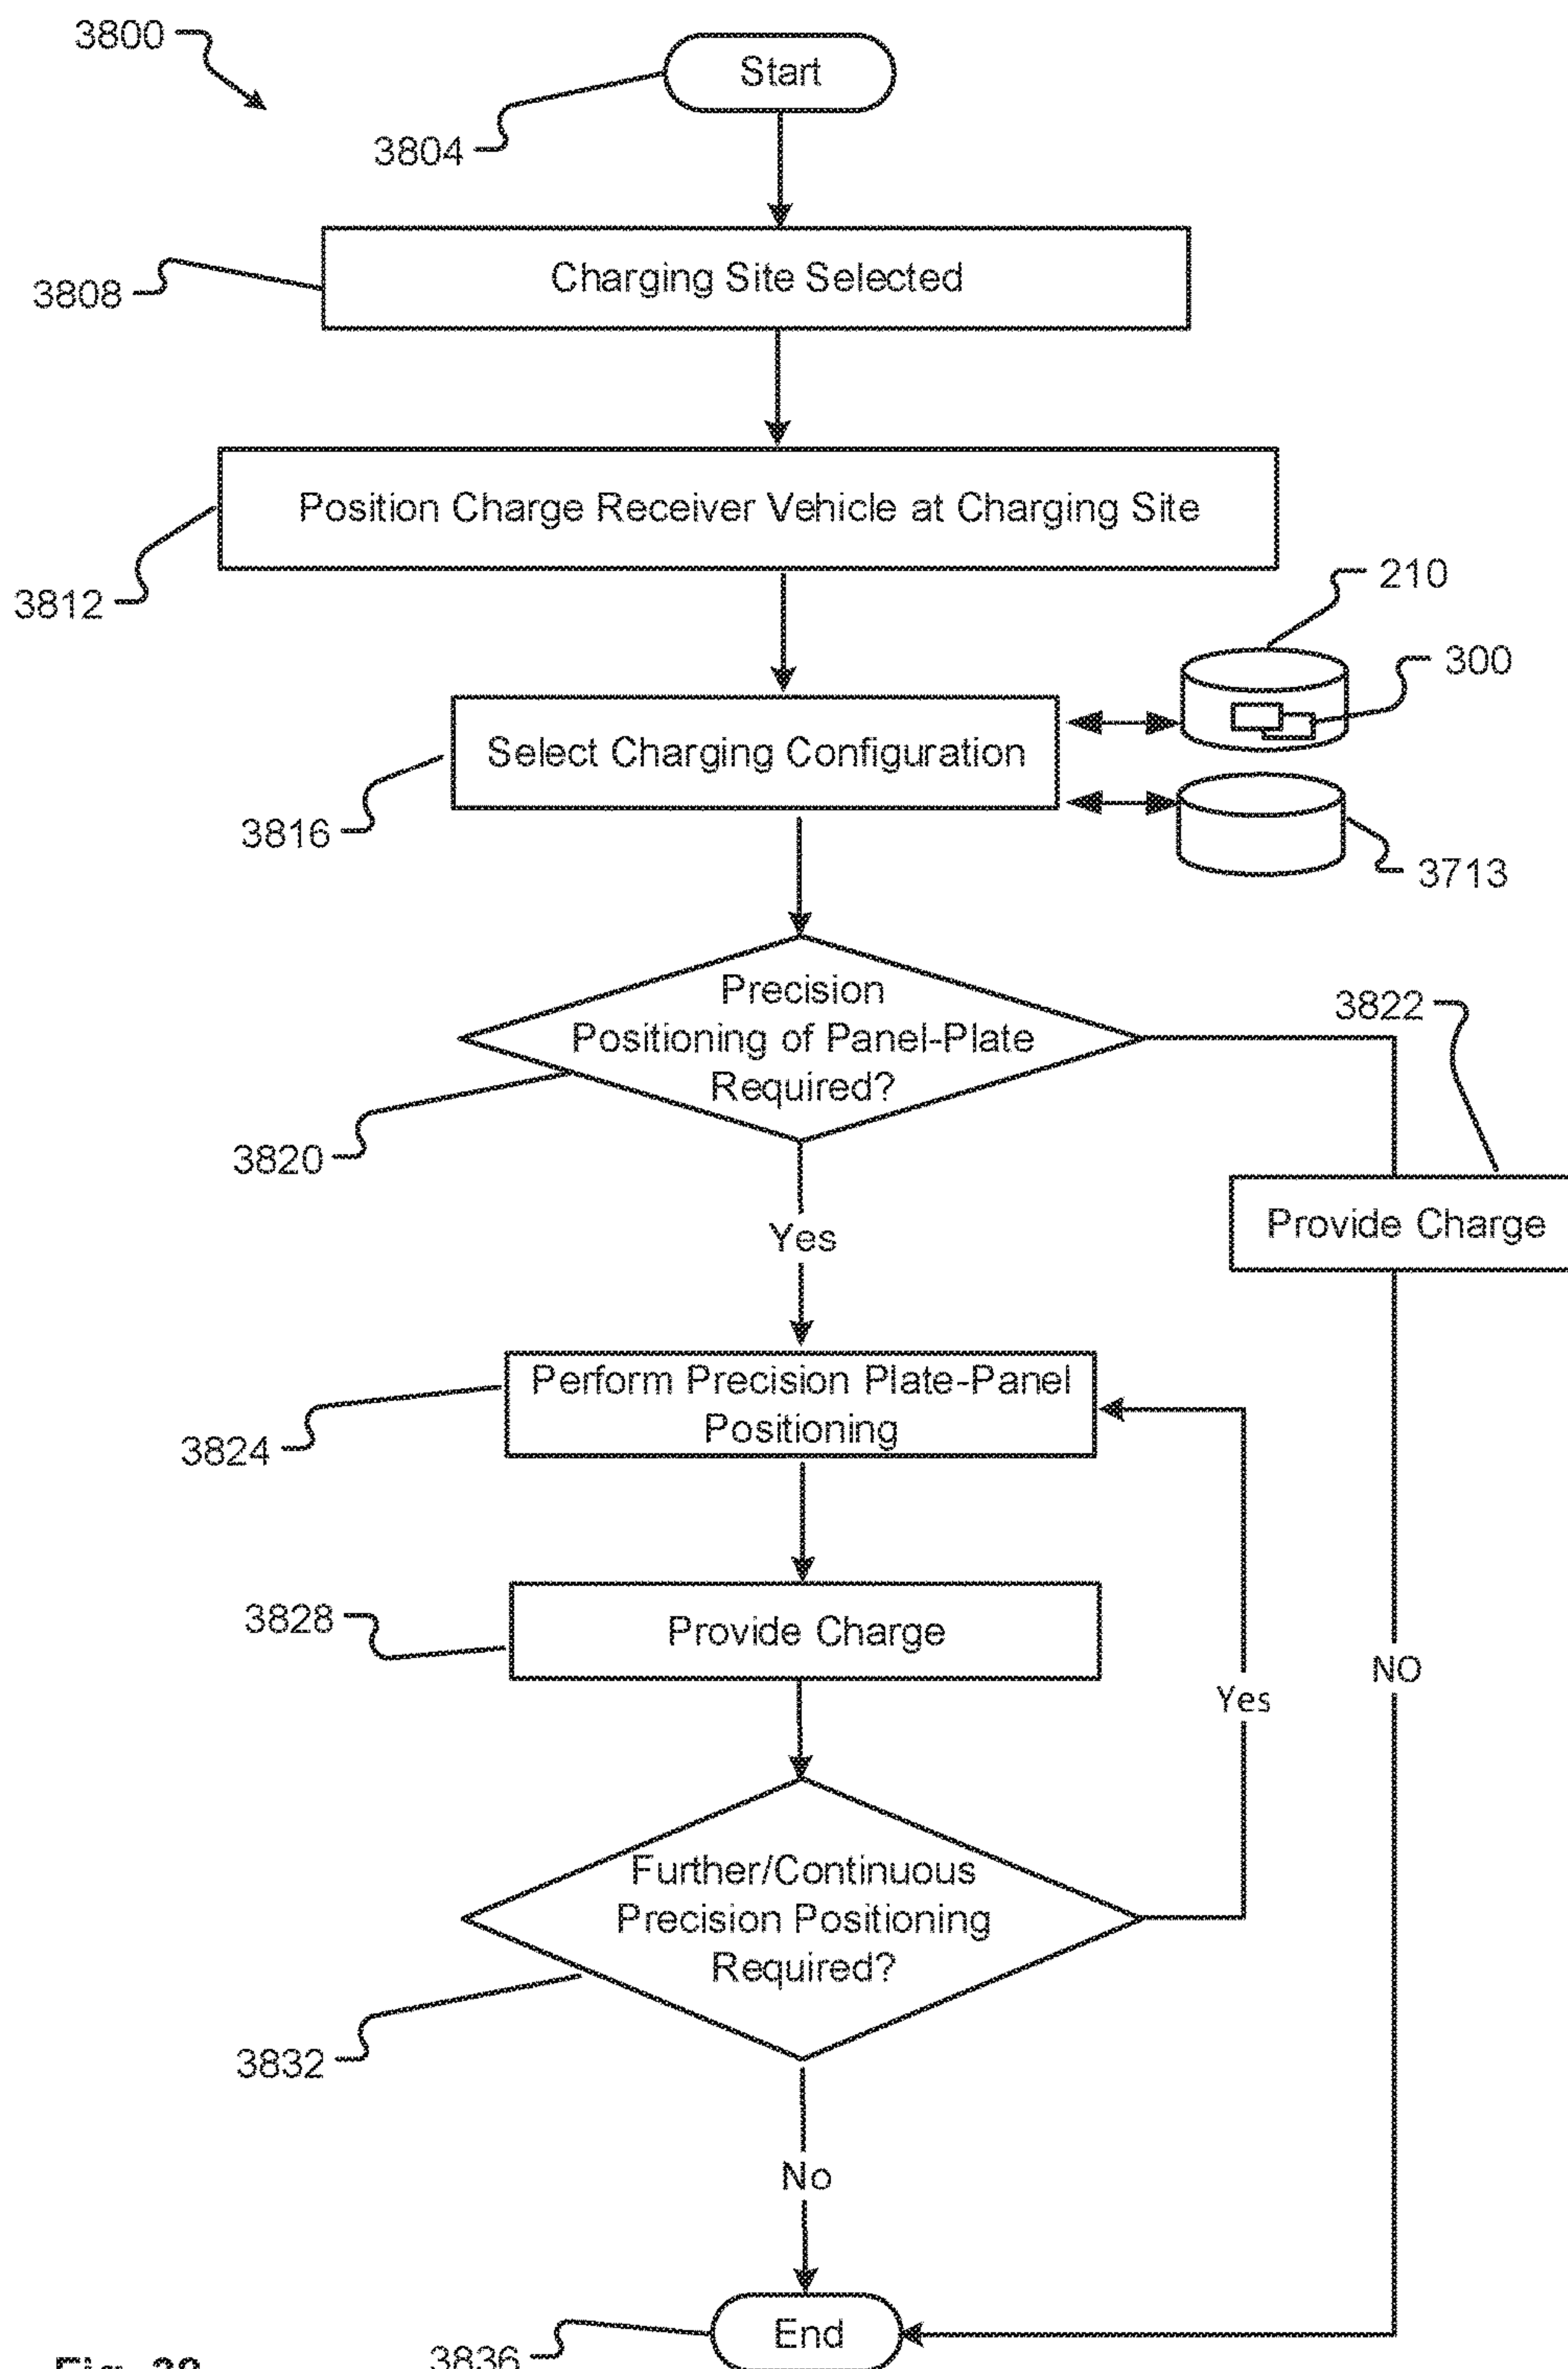 3800
Start
3804
Charging Site Selected
3808
Position Charge Receiver Vehicle at Charging Site
3812
210
300
Select Charging Configuration
3816
3713
Precision
Positioning of Panel-Plate
Required?
3820
3822
Provide Charge
Yes
Perform Precision Plate-Panel
Positioning
3824
Provide Charge
3828
NO
Yes
Further/Continuous
Precision Positioning
Required?
3832
No
End
3836
Fig. 38